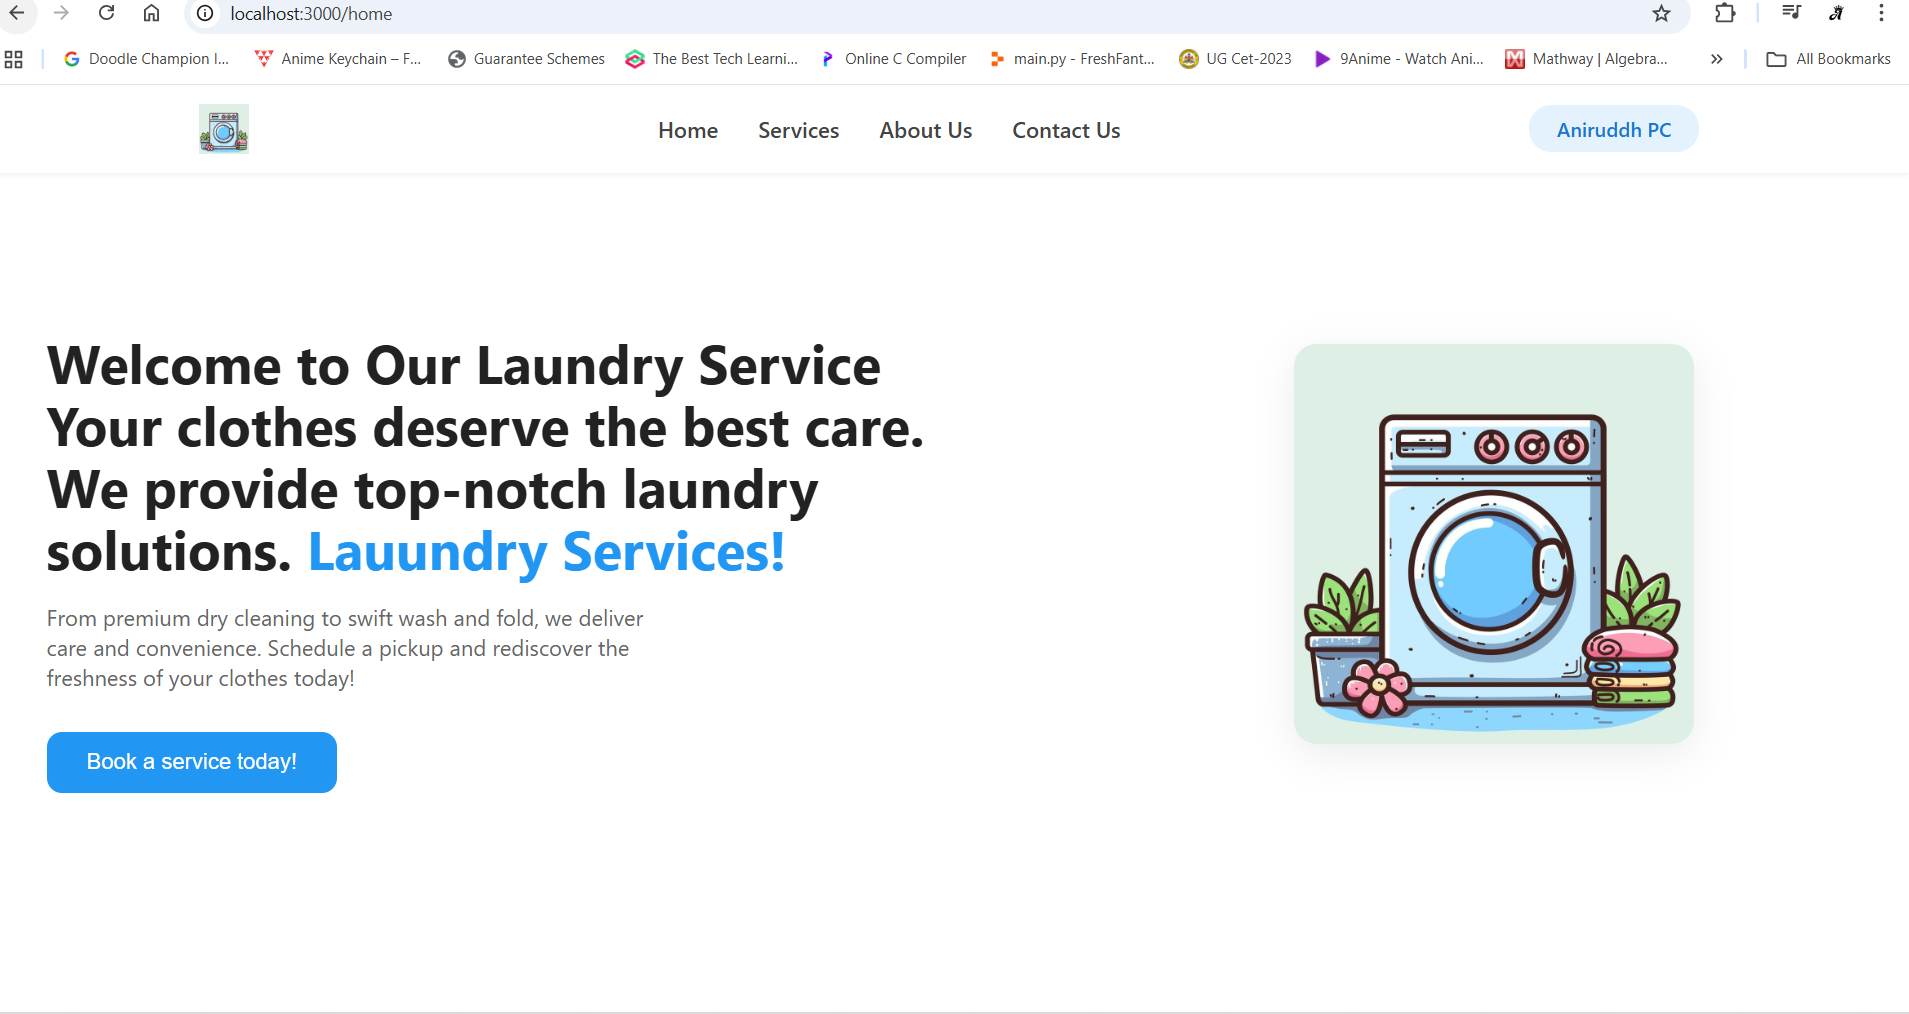 localhost:3000/home
Doodle Champion I... Anime Keychain – F... Guarantee Schemes The Best Tech Learni... Online C Compiler main.py - FreshFant... UG Cet-2023 9Anime - Watch Ani... Mathway | Algebra... » All Bookmarks
Home Services About Us Contact Us Aniruddh PC
Welcome to Our Laundry Service
Your clothes deserve the best care.
We provide top-notch laundry
solutions. Lauundry Services!
From premium dry cleaning to swift wash and fold, we deliver
care and convenience. Schedule a pickup and rediscover the
freshness of your clothes today!
Book a service today!